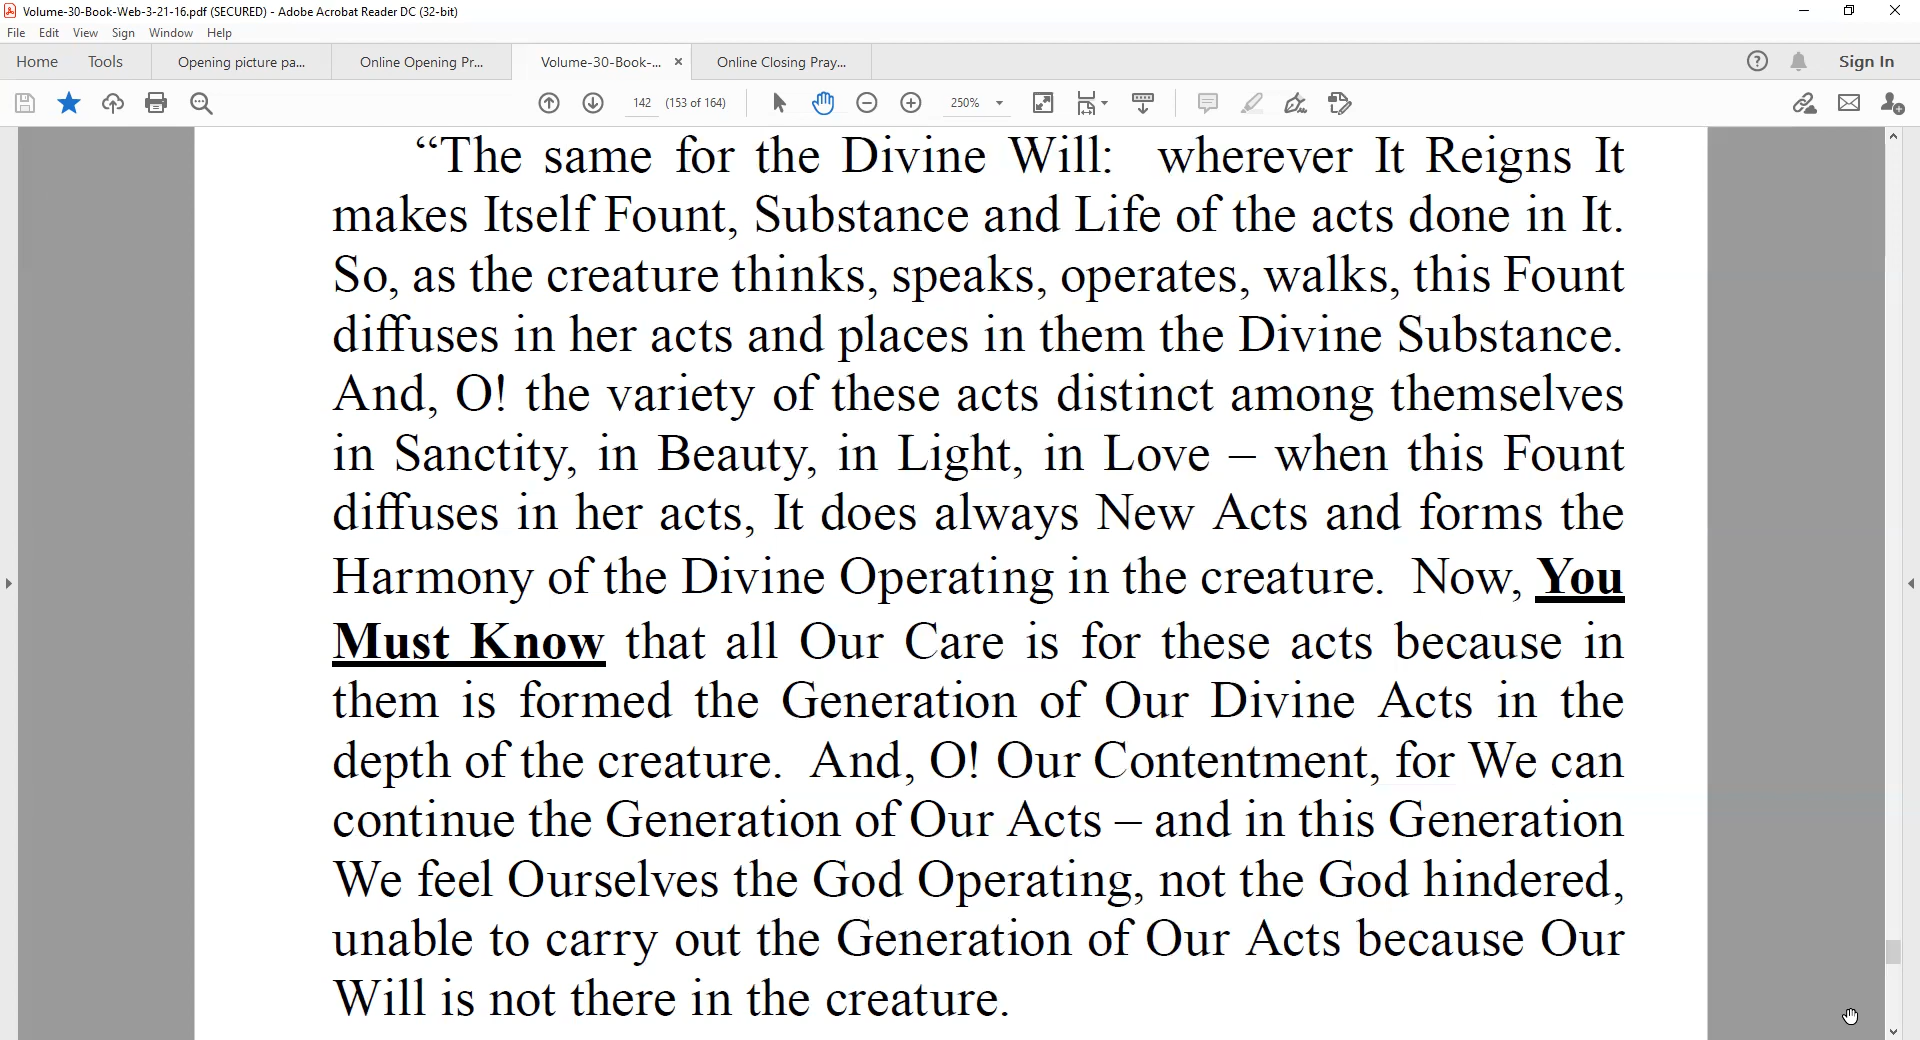 Volume-30-Book-Web-3-21-16.pdf (SECURED) - Adobe Acrobat Reader DC (32-bit)
File Edit View Sign Window Help
Home Tools Opening picture pa... Online Opening Pr... Volume-30-Book-... × Online Closing Pray... Sign In
142 (153 of 164) 250%
“The same for the Divine Will: wherever It Reigns It
makes Itself Fount, Substance and Life of the acts done in It.
So, as the creature thinks, speaks, operates, walks, this Fount
diffuses in her acts and places in them the Divine Substance.
And, O! the variety of these acts distinct among themselves
in Sanctity, in Beauty, in Light, in Love – when this Fount
diffuses in her acts, It does always New Acts and forms the
Harmony of the Divine Operating in the creature. Now, You
Must Know that all Our Care is for these acts because in
them is formed the Generation of Our Divine Acts in the
depth of the creature. And, O! Our Contentment, for We can
continue the Generation of Our Acts – and in this Generation
We feel Ourselves the God Operating, not the God hindered,
unable to carry out the Generation of Our Acts because Our
Will is not there in the creature.